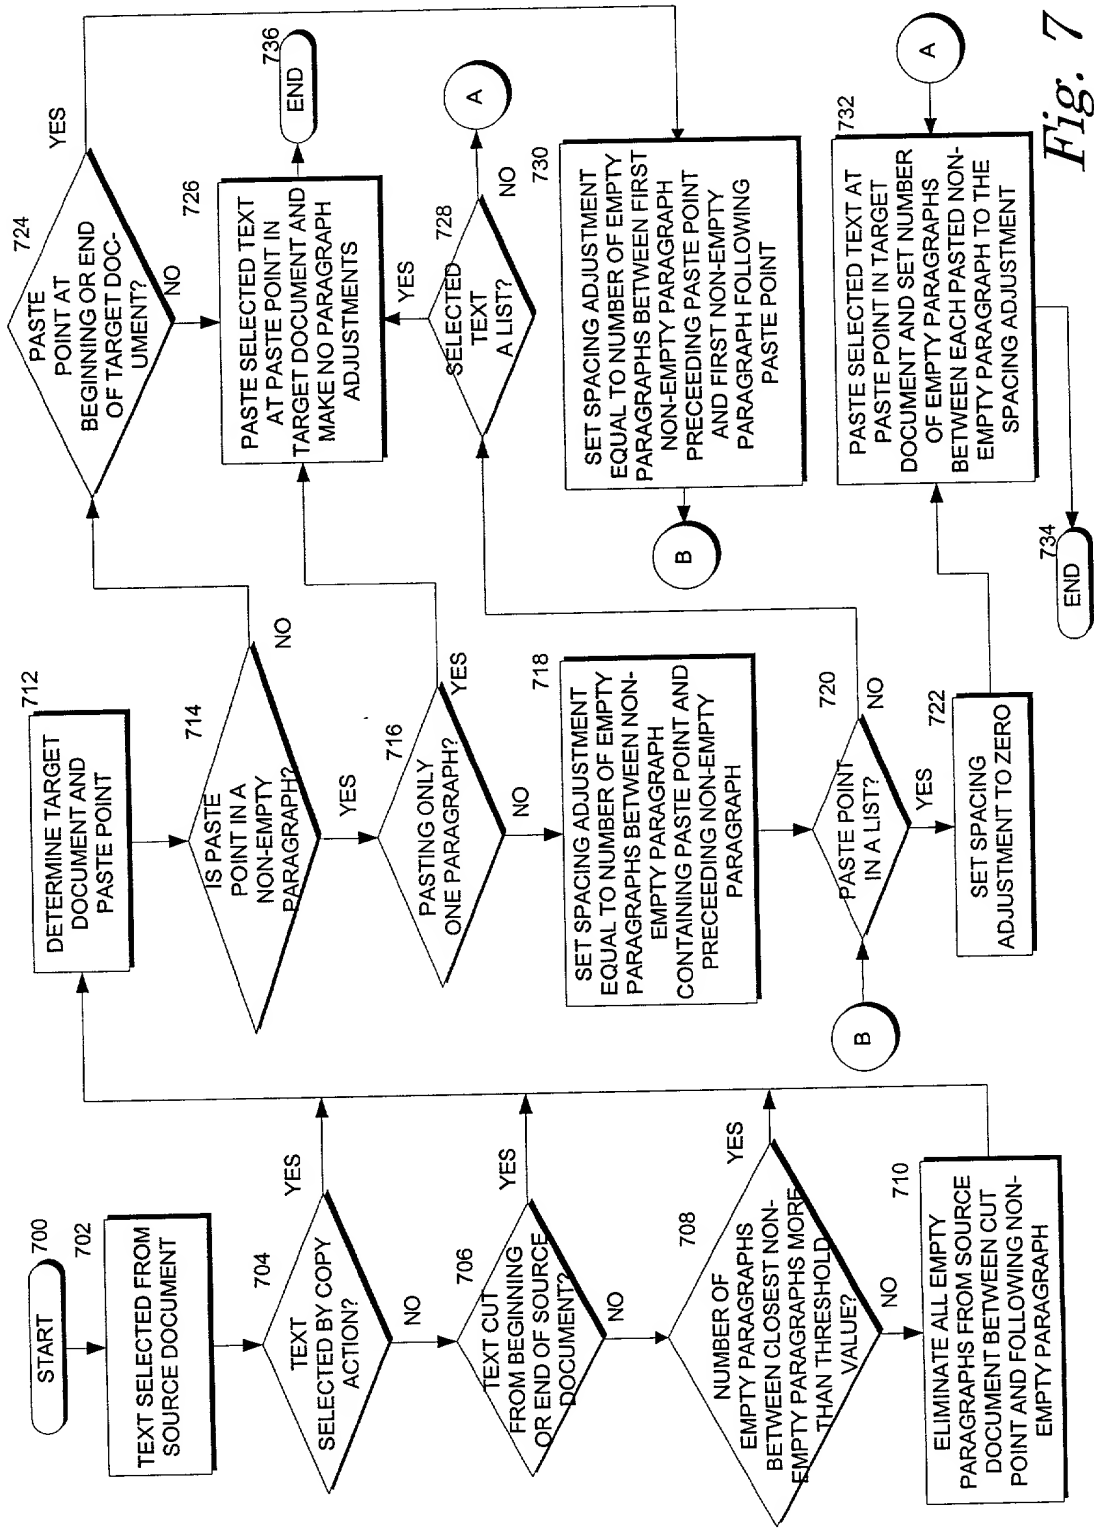 700
START
702
TEXT SELECTED FROM
SOURCE DOCUMENT
704
TEXT
SELECTED BY COPY
ACTION?
YES
NO
706
TEXT CUT
FROM BEGINNING
OR END OF SOURCE
DOCUMENT?
YES
NO
708
NUMBER OF
EMPTY PARAGRAPHS
BETWEEN CLOSEST NON-
EMPTY PARAGRAPHS MORE
THAN THRESHOLD
VALUE?
YES
NO
710
ELIMINATE ALL EMPTY
PARAGRAPHS FROM SOURCE
DOCUMENT BETWEEN CUT
POINT AND FOLLOWING NON-
EMPTY PARAGRAPH
712
DETERMINE TARGET
DOCUMENT AND
PASTE POINT
714
IS PASTE
POINT IN A
NON-EMPTY
PARAGRAPH?
NO
YES
716
PASTING ONLY
ONE PARAGRAPH?
YES
NO
718
SET SPACING ADJUSTMENT
EQUAL TO NUMBER OF EMPTY
PARAGRAPHS BETWEEN NON-
EMPTY PARAGRAPH
CONTAINING PASTE POINT AND
PRECEEDING NON-EMPTY
PARAGRAPH
B
720
PASTE POINT
IN A LIST?
NO
YES
722
SET SPACING
ADJUSTMENT TO ZERO
724
PASTE
POINT AT
BEGINNING OR END
OF TARGET DOC-
UMENT?
YES
NO
726
PASTE SELECTED TEXT
AT PASTE POINT IN
TARGET DOCUMENT AND
MAKE NO PARAGRAPH
ADJUSTMENTS
736
END
728
SELECTED
TEXT
A LIST?
YES
NO
A
730
SET SPACING ADJUSTMENT
EQUAL TO NUMBER OF EMPTY
PARAGRAPHS BETWEEN FIRST
NON-EMPTY PARAGRAPH
PRECEEDING PASTE POINT
AND FIRST NON-EMPTY
PARAGRAPH FOLLOWING
PASTE POINT
B
A
732
PASTE SELECTED TEXT AT
PASTE POINT IN TARGET
DOCUMENT AND SET NUMBER
OF EMPTY PARAGRAPHS
BETWEEN EACH PASTED NON-
EMPTY PARAGRAPH TO THE
SPACING ADJUSTMENT
734
END
Fig. 7